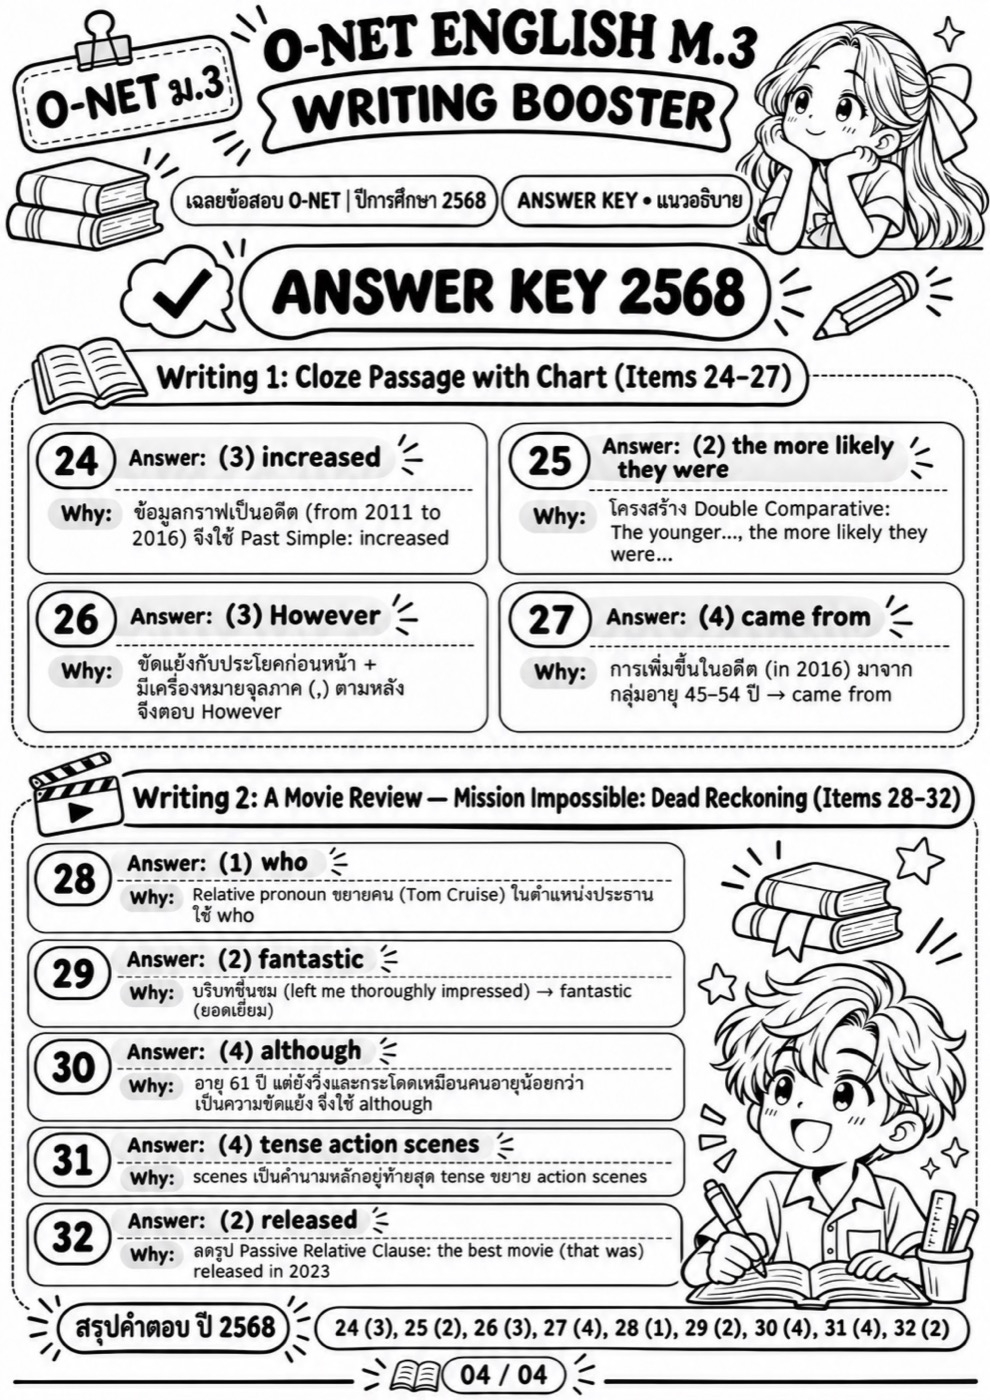 O-NET ม.3
O-NET ENGLISH M.3
WRITING BOOSTER
เฉลยข้อสอบ O-NET | ปีการศึกษา 2568
ANSWER KEY • แนวอธิบาย
ANSWER KEY 2568
Writing 1: Cloze Passage with Chart (Items 24–27)
24
Answer: (3) increased
Why: ข้อมูลกราฟเป็นอดีต (from 2011 to
2016) จึงใช้ Past Simple: increased
25
Answer: (2) the more likely
they were
Why: โครงสร้าง Double Comparative:
The younger..., the more likely they
were...
26
Answer: (3) However
Why: ขัดแย้งกับประโยคก่อนหน้า +
มีเครื่องหมายจุลภาค (,) ตามหลัง
จึงตอบ However
27
Answer: (4) came from
Why: การเพิ่มขึ้นในอดีต (in 2016) มาจาก
กลุ่มอายุ 45–54 ปี → came from
Writing 2: A Movie Review — Mission Impossible: Dead Reckoning (Items 28–32)
28
Answer: (1) who
Why: Relative pronoun ขยายคน (Tom Cruise) ในตำแหน่งประธาน
ใช้ who
29
Answer: (2) fantastic
Why: บริบทชื่นชม (left me thoroughly impressed) → fantastic
(ยอดเยี่ยม)
30
Answer: (4) although
Why: อายุ 61 ปี แต่ยังวิ่งและกระโดดเหมือนคนอายุน้อยกว่า
เป็นความขัดแย้ง จึงใช้ although
31
Answer: (4) tense action scenes
Why: scenes เป็นคำนามหลักอยู่ท้ายสุด tense ขยาย action scenes
32
Answer: (2) released
Why: ลดรูป Passive Relative Clause: the best movie (that was)
released in 2023
สรุปคำตอบ ปี 2568
24 (3), 25 (2), 26 (3), 27 (4), 28 (1), 29 (2), 30 (4), 31 (4), 32 (2)
04 / 04